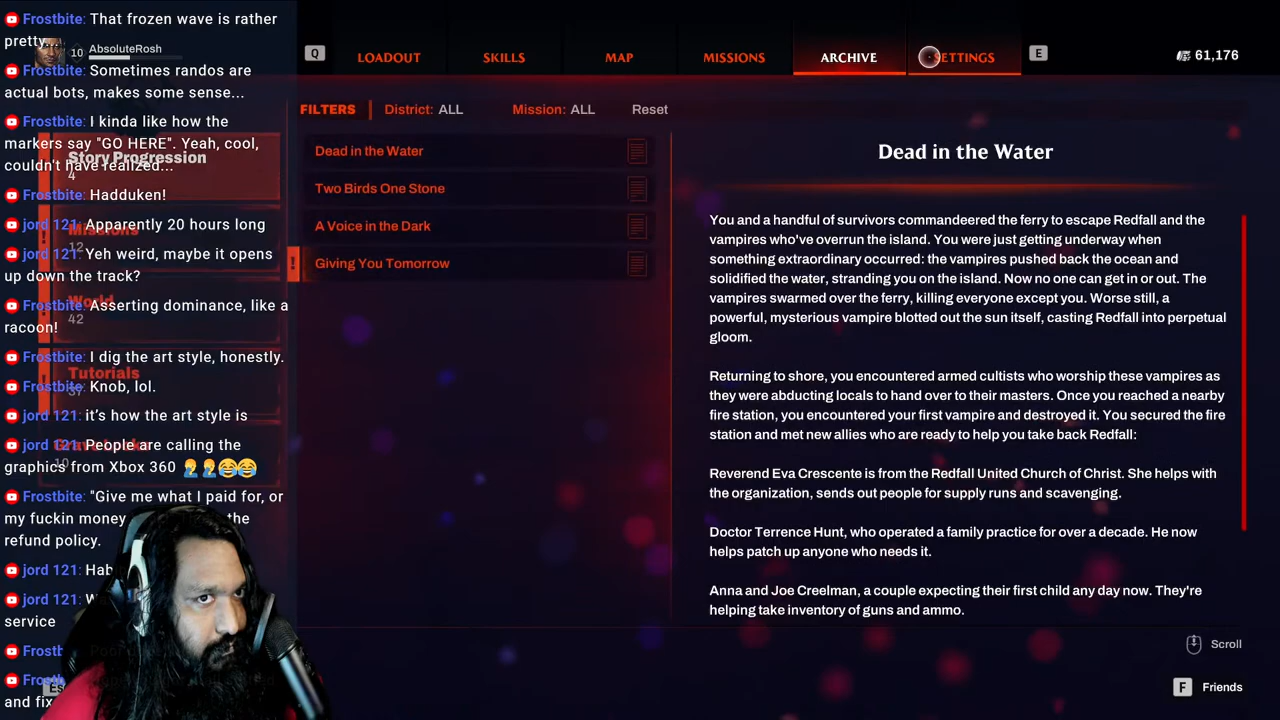 Frostbite: That frozen wave is rather
pretty...
Frostbite: Sometimes randos are
actual bots, makes some sense...
Frostbite: I kinda like how the
markers say "GO HERE". Yeah, cool,
couldn't have realized...
Frostbite: Hadduken!
jord 121: Apparently 20 hours long
jord 121: Yeh weird, maybe it opens
up down the track?
Frostbite: Asserting dominance, like a
racoon!
Frostbite: I dig the art style, honestly.
Frostbite: Knob, lol.
jord 121: it's how the art style is
jord 121: People are calling the
graphics from Xbox 360
Frostbite: "Give me what I paid for, or
my fuckin money
the
refund policy.
jord 121: Hab
jord 121: W
service
Frostb
Frostb
and fix
10 AbsoluteRosh
Story Progression
4
Missions
12
World
42
Tutorials
37
10
Q
LOADOUT
SKILLS
MAP
MISSIONS
ARCHIVE
SETTINGS
E
61,176
FILTERS
District: ALL
Mission: ALL
Reset
Dead in the Water
Two Birds One Stone
A Voice in the Dark
! Giving You Tomorrow
Dead in the Water
You and a handful of survivors commandeered the ferry to escape Redfall and the
vampires who've overrun the island. You were just getting underway when
something extraordinary occurred: the vampires pushed back the ocean and
solidified the water, stranding you on the island. Now no one can get in or out. The
vampires swarmed over the ferry, killing everyone except you. Worse still, a
powerful, mysterious vampire blotted out the sun itself, casting Redfall into perpetual
gloom.
Returning to shore, you encountered armed cultists who worship these vampires as
they were abducting locals to hand over to their masters. Once you reached a nearby
fire station, you encountered your first vampire and destroyed it. You secured the fire
station and met new allies who are ready to help you take back Redfall:
Reverend Eva Crescente is from the Redfall United Church of Christ. She helps with
the organization, sends out people for supply runs and scavenging.
Doctor Terrence Hunt, who operated a family practice for over a decade. He now
helps patch up anyone who needs it.
Anna and Joe Creelman, a couple expecting their first child any day now. They're
helping take inventory of guns and ammo.
Scroll
F
Friends